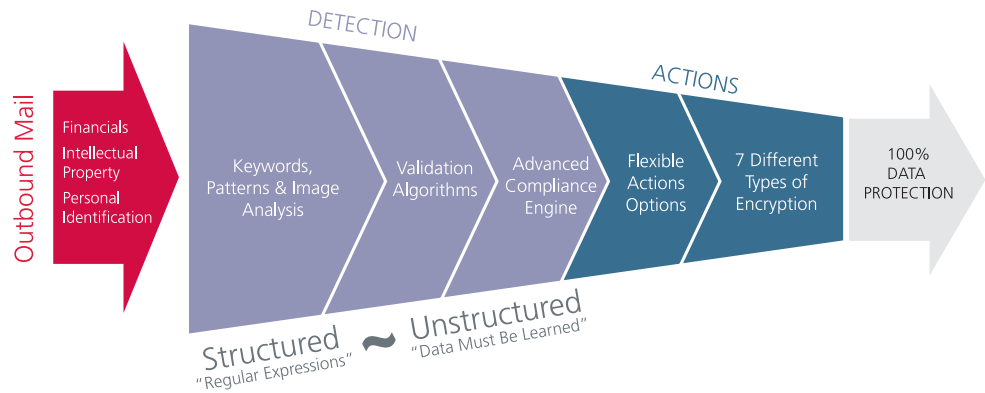 Outbound Mail
Financials
Intellectual
Property
Personal
Identification
DETECTION
Keywords,
Patterns & Image
Analysis
Validation
Algorithms
Advanced
Compliance
Engine
ACTIONS
Flexible
Actions
Options
7 Different
Types of
Encryption
100%
DATA
PROTECTION
Structured ~ Unstructured
"Regular Expressions" "Data Must Be Learned"